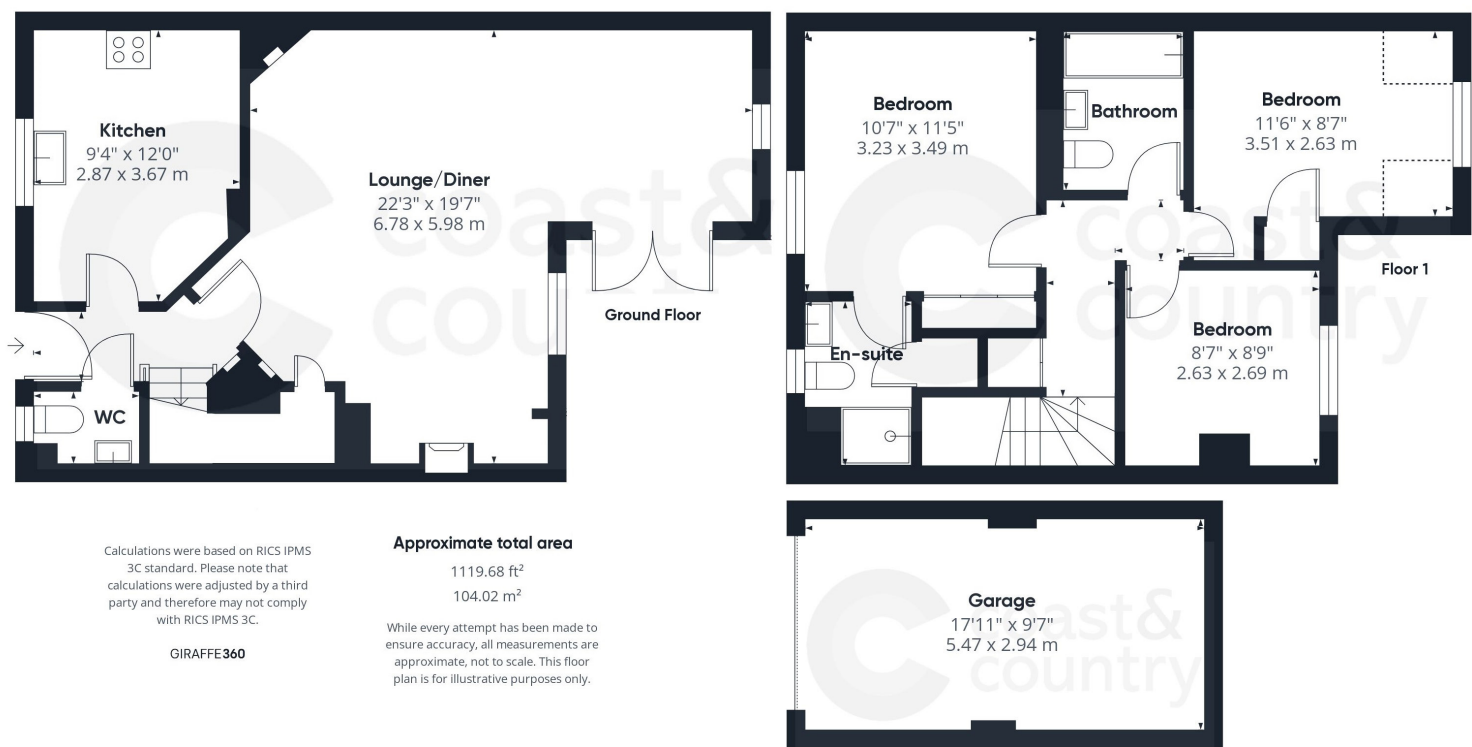 Kitchen
9'4" x 12'0"
2.87 x 3.67 m
Lounge/Diner
22'3" x 19'7"
6.78 x 5.98 m
WC
Ground Floor
Bedroom
10'7" x 11'5"
3.23 x 3.49 m
Bathroom
Bedroom
11'6" x 8'7"
3.51 x 2.63 m
En-suite
Bedroom
8'7" x 8'9"
2.63 x 2.69 m
Floor 1
Garage
17'11" x 9'7"
5.47 x 2.94 m
Calculations were based on RICS IPMS
3C standard. Please note that
calculations were adjusted by a third
party and therefore may not comply
with RICS IPMS 3C.
GIRAFFE360
Approximate total area
1119.68 ft²
104.02 m²
While every attempt has been made to
ensure accuracy, all measurements are
approximate, not to scale. This floor
plan is for illustrative purposes only.
coast&
country
coast&
country
coast&
country